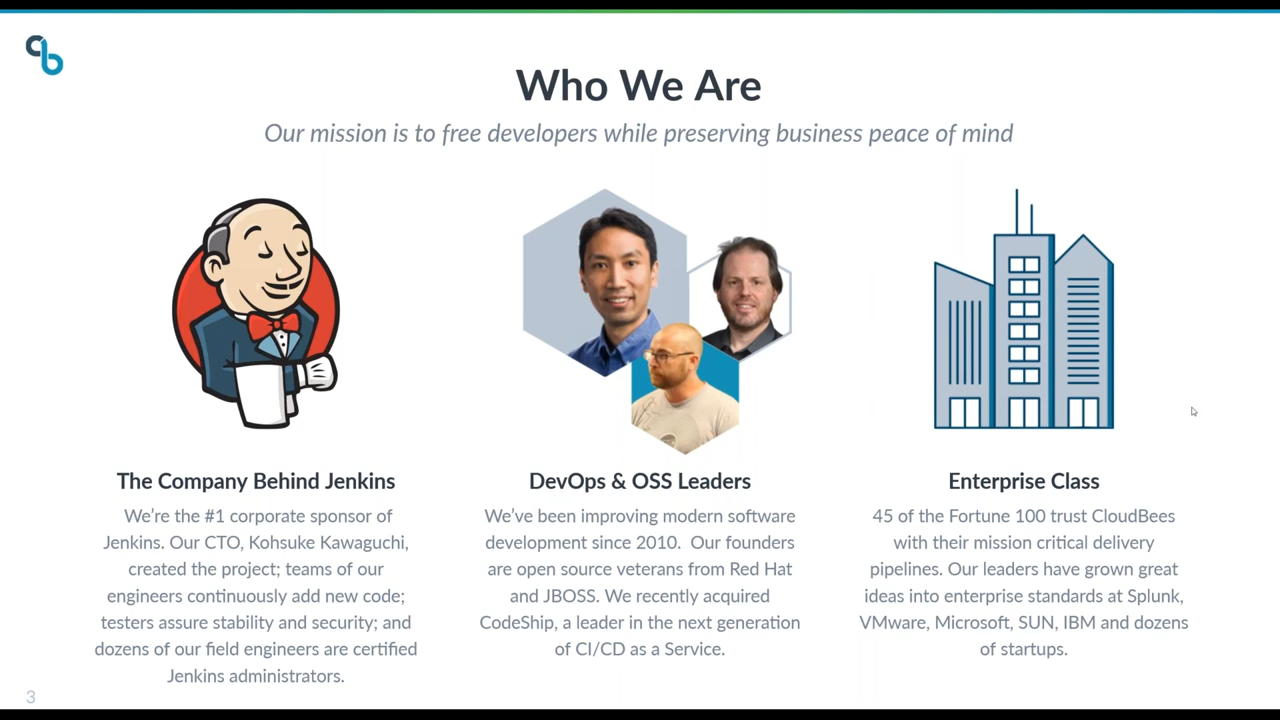 Who We Are
Our mission is to free developers while preserving business peace of mind
The Company Behind Jenkins
We're the #1 corporate sponsor of
Jenkins. Our CTO, Kohsuke Kawaguchi,
created the project; teams of our
engineers continuously add new code;
testers assure stability and security; and
dozens of our field engineers are certified
Jenkins administrators.
DevOps & OSS Leaders
We've been improving modern software
development since 2010.  Our founders
are open source veterans from Red Hat
and JBOSS. We recently acquired
CodeShip, a leader in the next generation
of CI/CD as a Service.
Enterprise Class
45 of the Fortune 100 trust CloudBees
with their mission critical delivery
pipelines. Our leaders have grown great
ideas into enterprise standards at Splunk,
VMware, Microsoft, SUN, IBM and dozens
of startups.
3